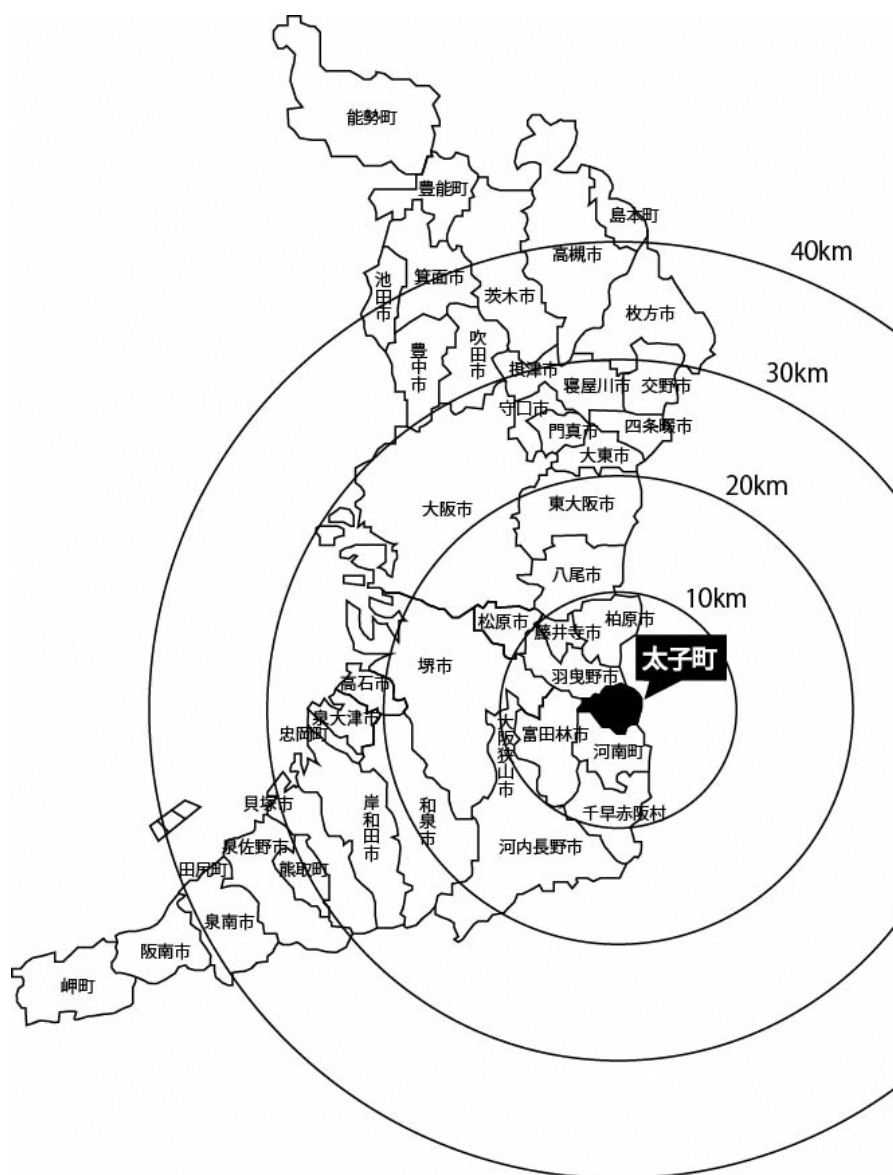 能勢町
豊能町
島本町
40km
高槻市
箕面市
池田市
茨木市
枚方市
吹田市
豊中市
摂津市
30km
寝屋川市
交野市
守口市
四条畷市
門真市
大東市
20km
東大阪市
大阪市
八尾市
10km
松原市
藤井寺市
柏原市
太子町
堺市
羽曳野市
高石市
泉大津市
忠岡町
大阪狭山市
富田林市
河南町
貝塚市
岸和田市
和泉市
千早赤阪村
泉佐野市
河内長野市
田尻町
熊取町
泉南市
阪南市
岬町